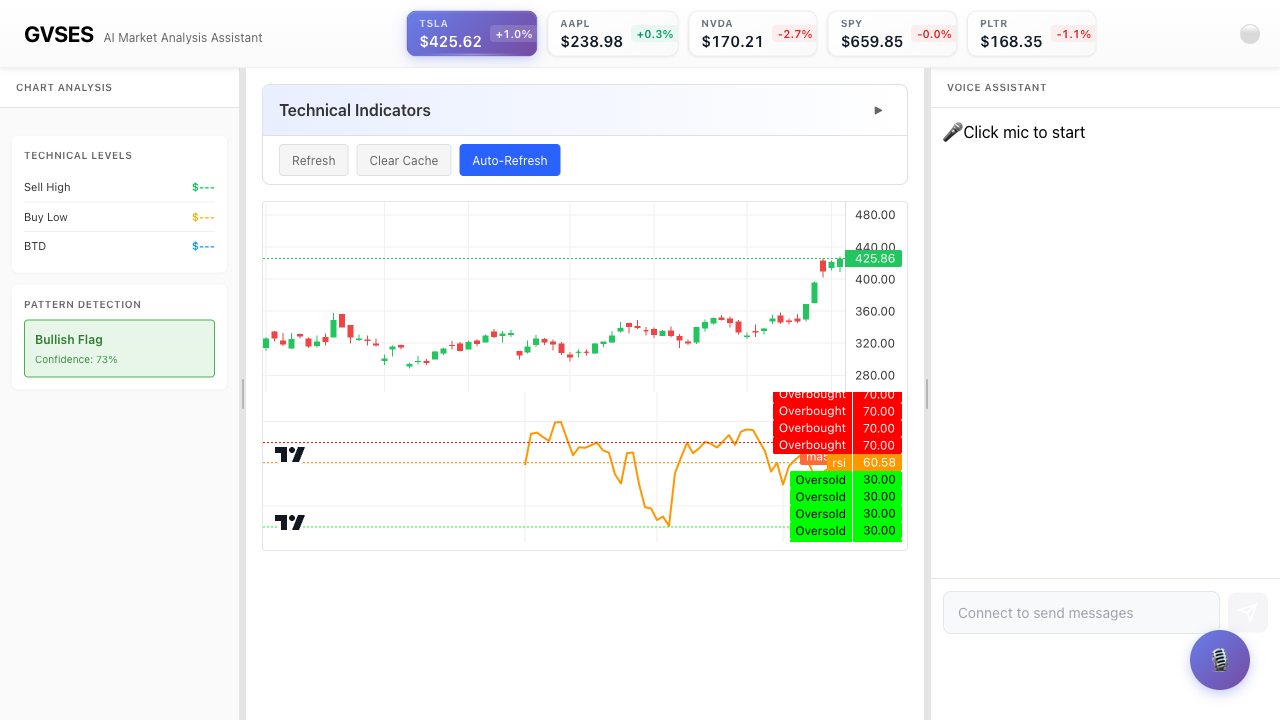 GVSES AI Market Analysis Assistant
TSLA
$425.62 +1.0%
AAPL
$238.98 +0.3%
NVDA
$170.21 -2.7%
SPY
$659.85 -0.0%
PLTR
$168.35 -1.1%
CHART ANALYSIS
TECHNICAL LEVELS
Sell High $---
Buy Low $---
BTD $---
PATTERN DETECTION
Bullish Flag
Confidence: 73%
Technical Indicators
Refresh Clear Cache Auto-Refresh
480.00
440.00
425.86
400.00
360.00
320.00
280.00
Overbought 70.00
Overbought 70.00
Overbought 70.00
Overbought 70.00
rsi 60.58
Oversold 30.00
Oversold 30.00
Oversold 30.00
Oversold 30.00
VOICE ASSISTANT
Click mic to start
Connect to send messages